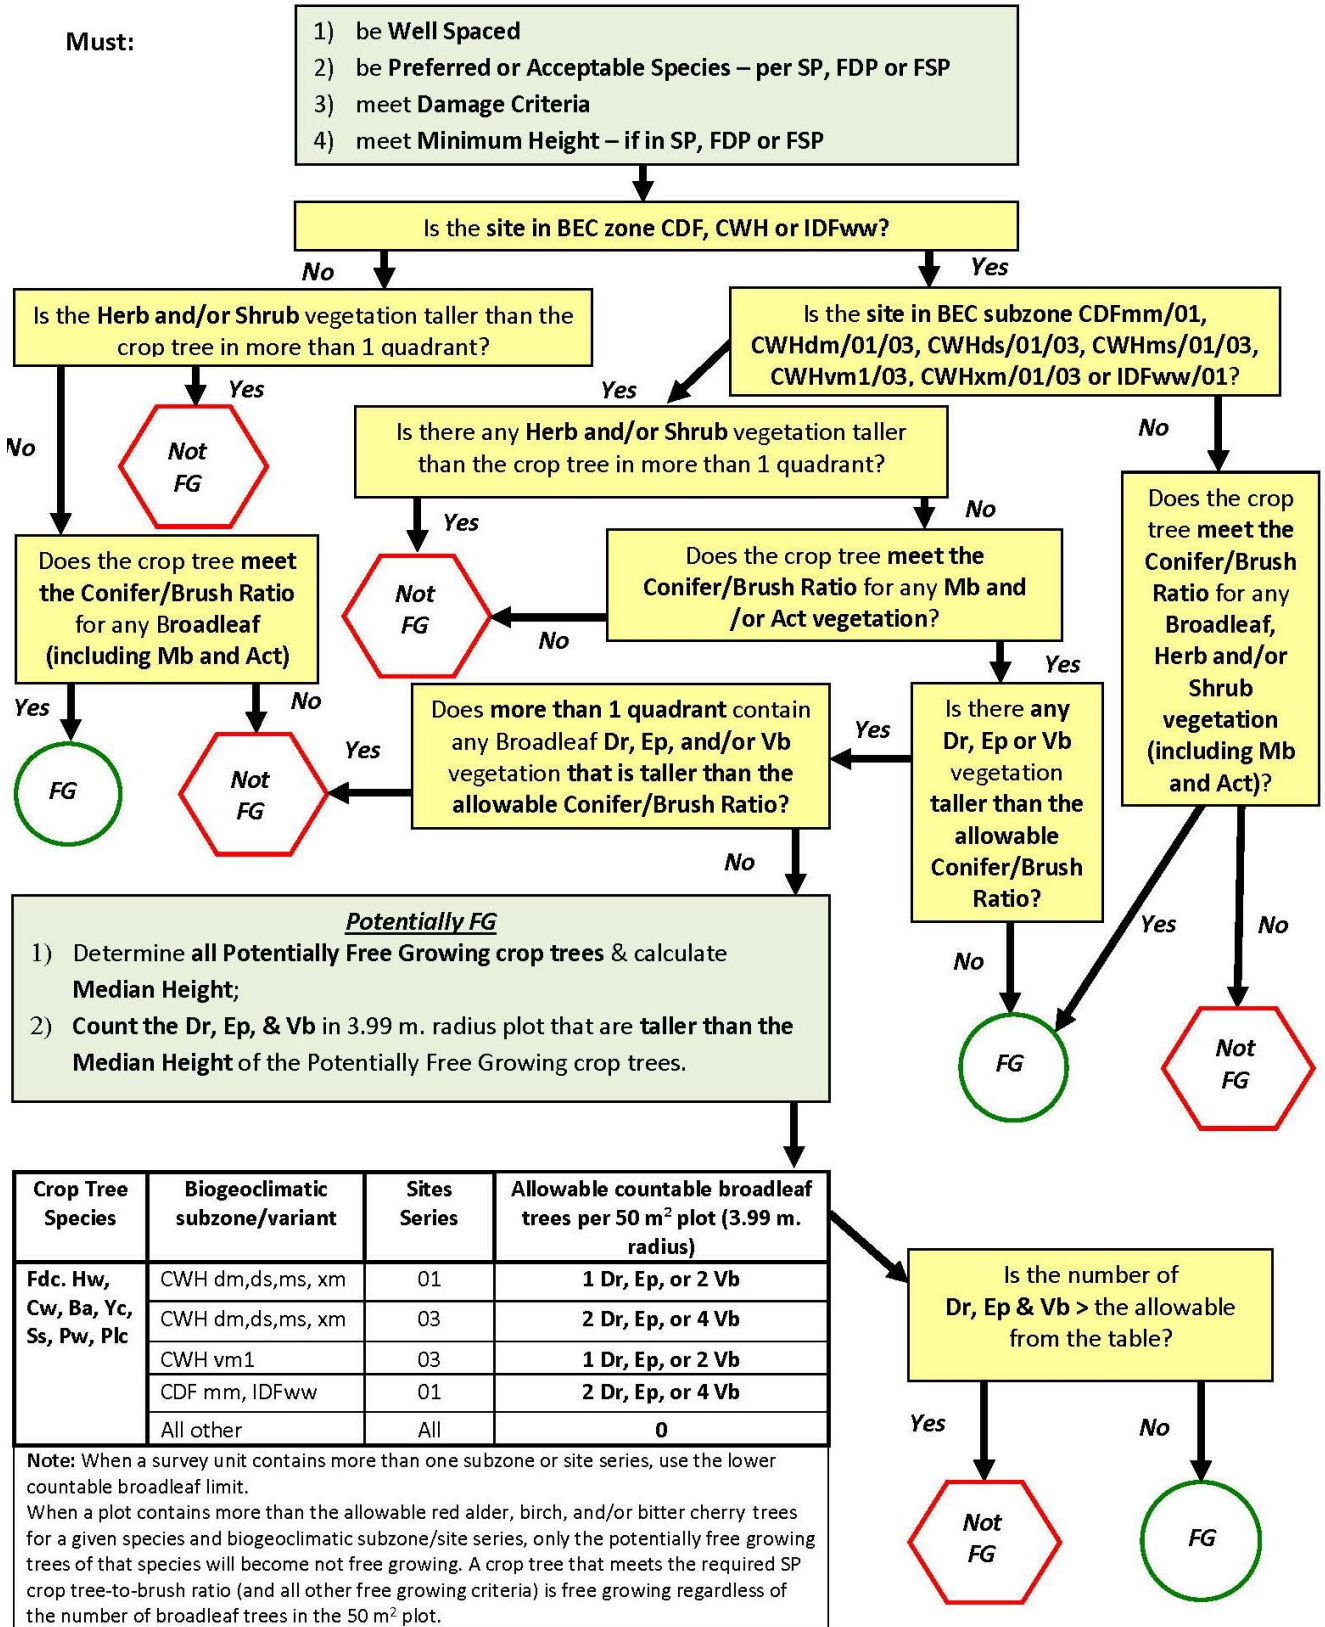 Must:
1) be Well Spaced
2) be Preferred or Acceptable Species – per SP, FDP or FSP
3) meet Damage Criteria
4) meet Minimum Height – if in SP, FDP or FSP
Is the site in BEC zone CDF, CWH or IDFww?
No
Yes
Is the Herb and/or Shrub vegetation taller than the
crop tree in more than 1 quadrant?
Is the site in BEC subzone CDFmm/01,
CWHdm/01/03, CWHds/01/03, CWHms/01/03,
CWHvm1/03, CWHxm/01/03 or IDFww/01?
Yes
No
Not
FG
Yes
No
Is there any Herb and/or Shrub vegetation taller
than the crop tree in more than 1 quadrant?
Yes
No
Not
FG
Does the crop tree meet
the Conifer/Brush Ratio
for any Broadleaf
(including Mb and Act)
Does the crop tree meet the
Conifer/Brush Ratio for any Mb and
/or Act vegetation?
No
Yes
Does the crop
tree meet the
Conifer/Brush
Ratio for any
Broadleaf,
Herb and/or
Shrub
vegetation
(including Mb
and Act)?
Yes
No
FG
Not
FG
Does more than 1 quadrant contain
any Broadleaf Dr, Ep, and/or Vb
vegetation that is taller than the
allowable Conifer/Brush Ratio?
Yes
No
Is there any
Dr, Ep or Vb
vegetation
taller than the
allowable
Conifer/Brush
Ratio?
Yes
No
Yes
No
FG
Not
FG
Potentially FG
1) Determine all Potentially Free Growing crop trees & calculate
Median Height;
2) Count the Dr, Ep, & Vb in 3.99 m. radius plot that are taller than the
Median Height of the Potentially Free Growing crop trees.
Crop Tree Species Biogeoclimatic subzone/variant Sites Series Allowable countable broadleaf trees per 50 m² plot (3.99 m. radius)
Fdc. Hw, Cw, Ba, Yc, Ss, Pw, Plc
CWH dm,ds,ms, xm 01 1 Dr, Ep, or 2 Vb
CWH dm,ds,ms, xm 03 2 Dr, Ep, or 4 Vb
CWH vm1 03 1 Dr, Ep, or 2 Vb
CDF mm, IDFww 01 2 Dr, Ep, or 4 Vb
All other All 0
Note: When a survey unit contains more than one subzone or site series, use the lower
countable broadleaf limit.
When a plot contains more than the allowable red alder, birch, and/or bitter cherry trees
for a given species and biogeoclimatic subzone/site series, only the potentially free growing
trees of that species will become not free growing. A crop tree that meets the required SP
crop tree-to-brush ratio (and all other free growing criteria) is free growing regardless of
the number of broadleaf trees in the 50 m² plot.
Is the number of
Dr, Ep & Vb > the allowable
from the table?
Yes
No
Not
FG
FG